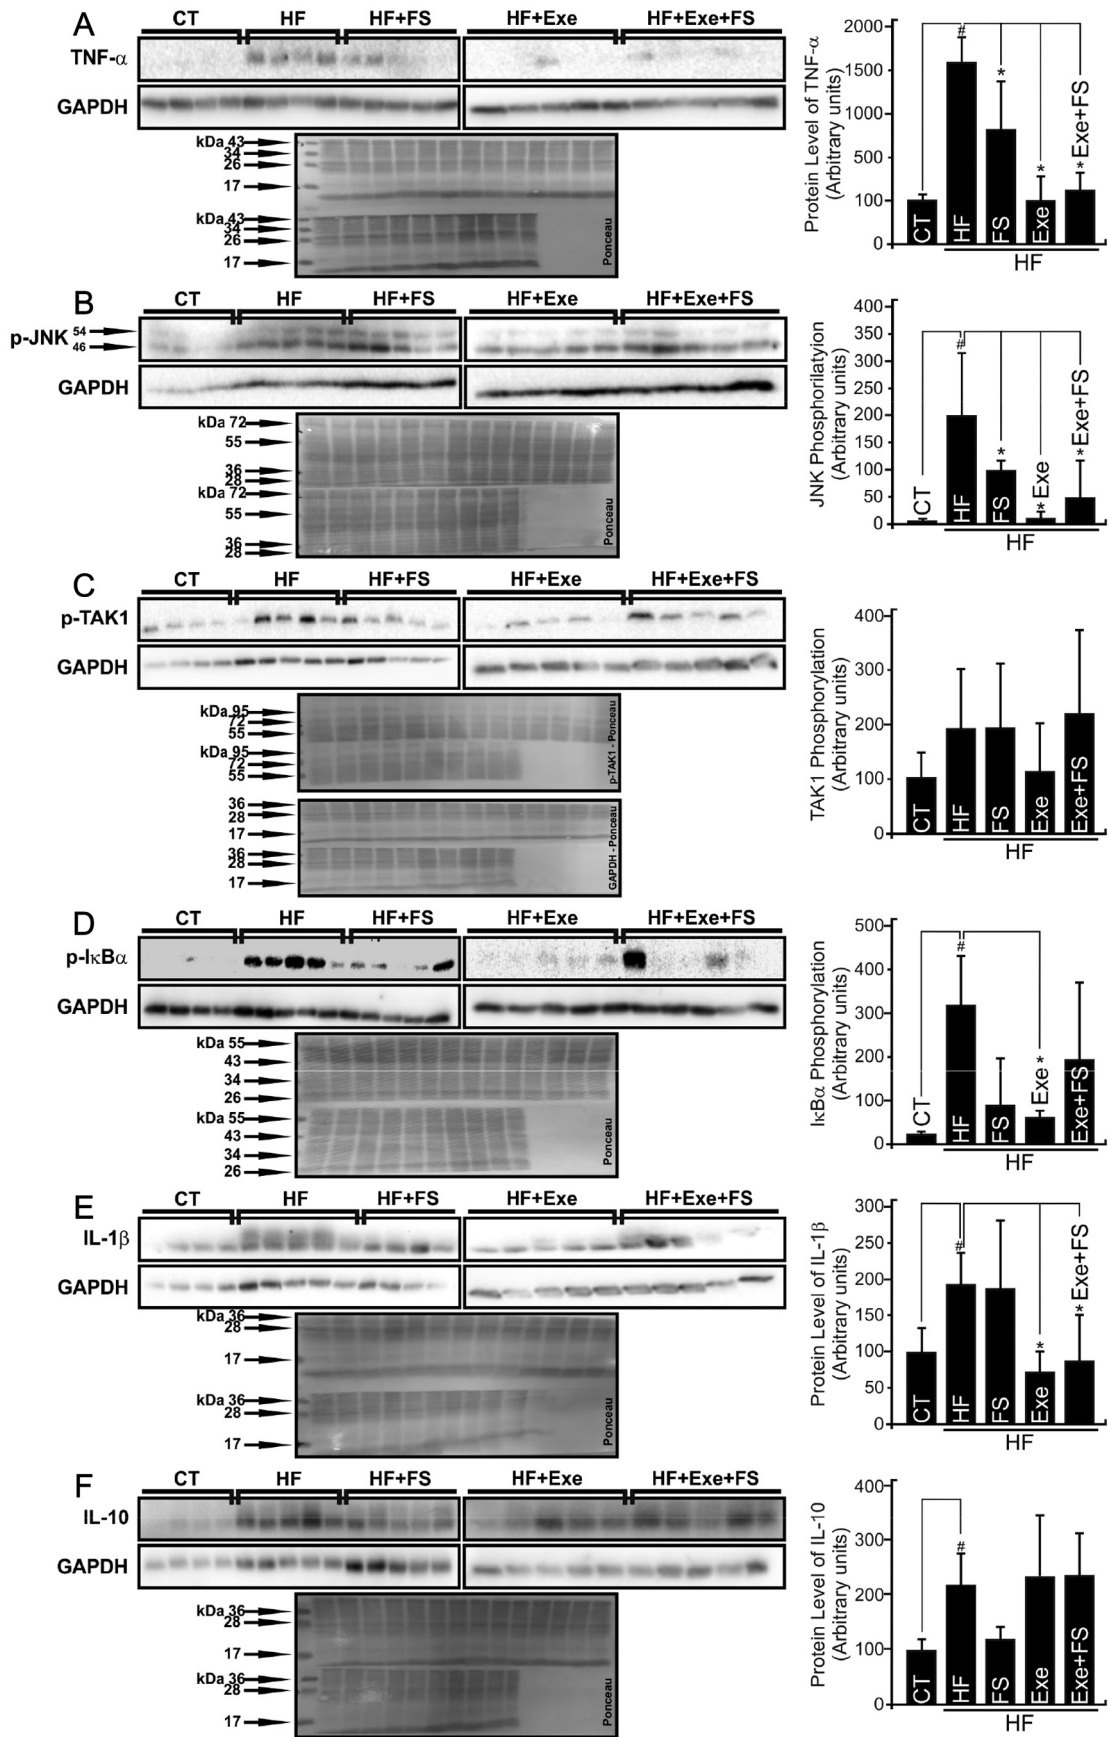 A
CT HF HF+FS HF+Exe HF+Exe+FS
TNF-α
GAPDH
kDa 43
34
26
17
kDa 43
34
26
17
Ponceau
Protein Level of TNF-α
(Arbitrary units)
2000
1500
1000
500
100
0
CT
# HF
* FS
* Exe
* Exe+FS
HF
B
CT HF HF+FS HF+Exe HF+Exe+FS
p-JNK 54
46
GAPDH
kDa 72
55
36
28
kDa 72
55
36
28
Ponceau
JNK Phosphorilatyion
(Arbitrary units)
400
350
300
250
200
150
100
50
0
CT
# HF
* FS
* Exe
* Exe+FS
HF
C
CT HF HF+FS HF+Exe HF+Exe+FS
p-TAK1
GAPDH
kDa 95
72
55
kDa 95
72
55
p-TAK1 - Ponceau
36
28
17
36
28
17
GAPDH - Ponceau
TAK1 Phosphorylation
(Arbitrary units)
400
300
200
100
0
CT
HF
FS
Exe
Exe+FS
HF
D
CT HF HF+FS HF+Exe HF+Exe+FS
p-IκBα
GAPDH
kDa 55
43
34
26
kDa 55
43
34
26
Ponceau
IκBα Phosphorylation
(Arbitrary units)
500
400
300
200
100
0
CT
# HF
FS
Exe *
Exe+FS
HF
E
CT HF HF+FS HF+Exe HF+Exe+FS
IL-1β
GAPDH
kDa 36
28
17
kDa 36
28
17
Ponceau
Protein Level of IL-1β
(Arbitrary units)
300
250
200
150
100
50
0
CT
# HF
FS
* Exe
* Exe+FS
HF
F
CT HF HF+FS HF+Exe HF+Exe+FS
IL-10
GAPDH
kDa 36
28
17
kDa 36
28
17
Ponceau
Protein Level of IL-10
(Arbitrary units)
400
300
200
100
0
CT
# HF
FS
Exe
Exe+FS
HF